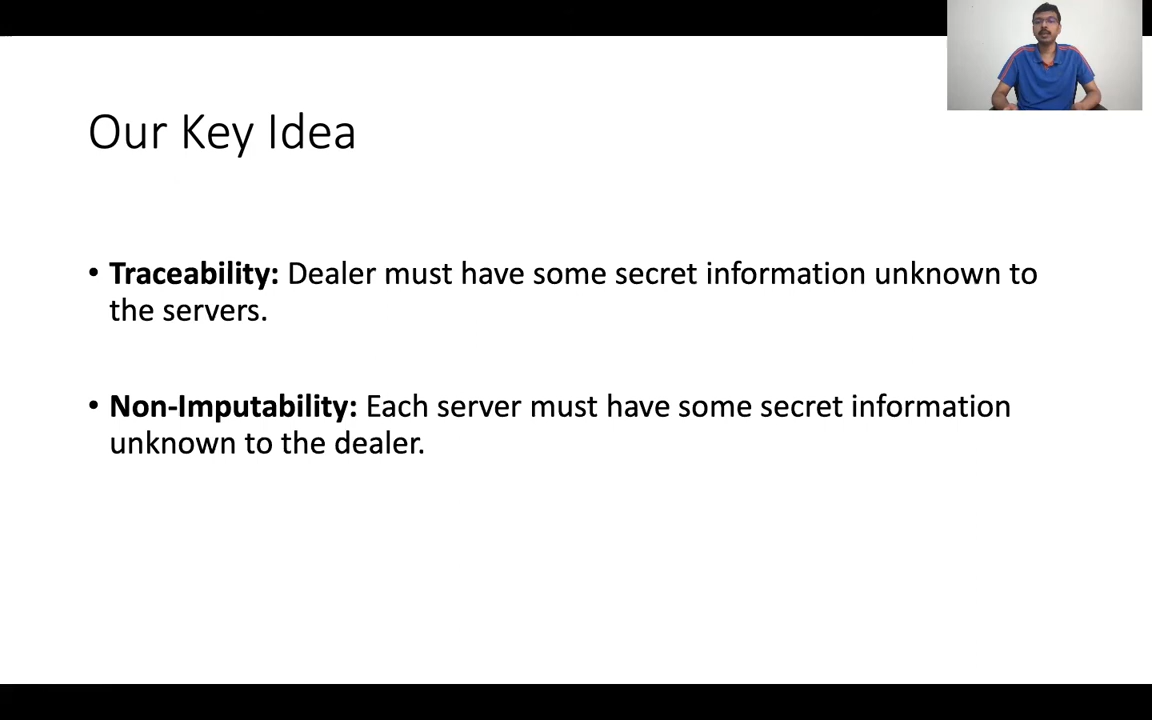 Our Key Idea
• Traceability: Dealer must have some secret information unknown to
the servers.
• Non-Imputability: Each server must have some secret information
unknown to the dealer.